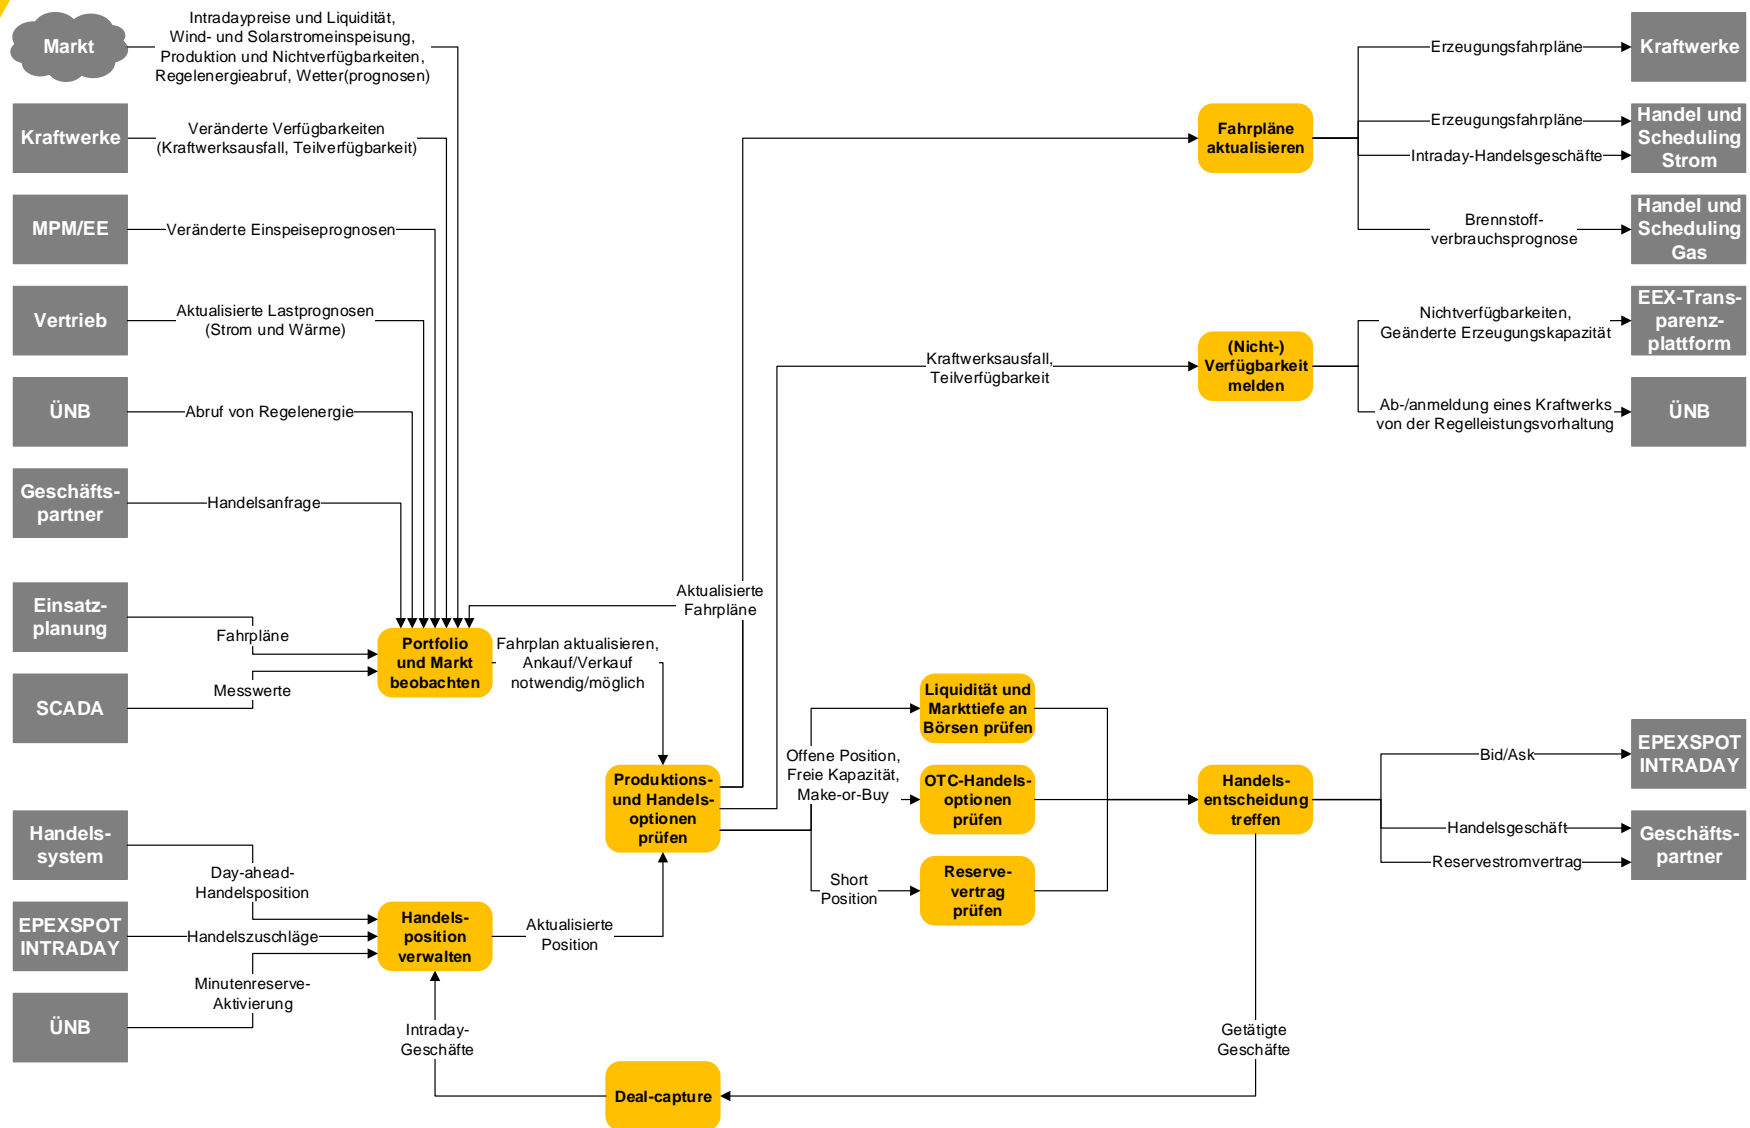 Markt
Intradaypreise und Liquidität,
Wind- und Solarstromeinspeisung,
Produktion und Nichtverfügbarkeiten,
Regelenergieabruf, Wetter(prognosen)
Kraftwerke
Veränderte Verfügbarkeiten
(Kraftwerksausfall, Teilverfügbarkeit)
MPM/EE
Veränderte Einspeiseprognosen
Vertrieb
Aktualisierte Lastprognosen
(Strom und Wärme)
ÜNB
Abruf von Regelenergie
Geschäfts-
partner
Handelsanfrage
Einsatz-
planung
Fahrpläne
SCADA
Messwerte
Portfolio
und Markt
beobachten
Aktualisierte
Fahrpläne
Fahrplan aktualisieren,
Ankauf/Verkauf
notwendig/möglich
Handels-
system
Day-ahead-
Handelsposition
EPEXSPOT
INTRADAY
Handelszuschläge
ÜNB
Minutenreserve-
Aktivierung
Handels-
position
verwalten
Aktualisierte
Position
Intraday-
Geschäfte
Deal-capture
Produktions-
und Handels-
optionen
prüfen
Offene Position,
Freie Kapazität,
Make-or-Buy
Short
Position
Liquidität und
Markttiefe an
Börsen prüfen
OTC-Handels-
optionen
prüfen
Reserve-
vertrag
prüfen
Kraftwerksausfall,
Teilverfügbarkeit
Fahrpläne
aktualisieren
(Nicht-)
Verfügbarkeit
melden
Handels-
entscheidung
treffen
Getätigte
Geschäfte
Erzeugungsfahrpläne
Kraftwerke
Erzeugungsfahrpläne
Intraday-Handelsgeschäfte
Handel und
Scheduling
Strom
Brennstoff-
verbrauchsprognose
Handel und
Scheduling
Gas
Nichtverfügbarkeiten,
Geänderte Erzeugungskapazität
EEX-Trans-
parenz-
plattform
Ab-/anmeldung eines Kraftwerks
von der Regelleistungsvorhaltung
ÜNB
Bid/Ask
EPEXSPOT
INTRADAY
Handelsgeschäft
Reservestromvertrag
Geschäfts-
partner